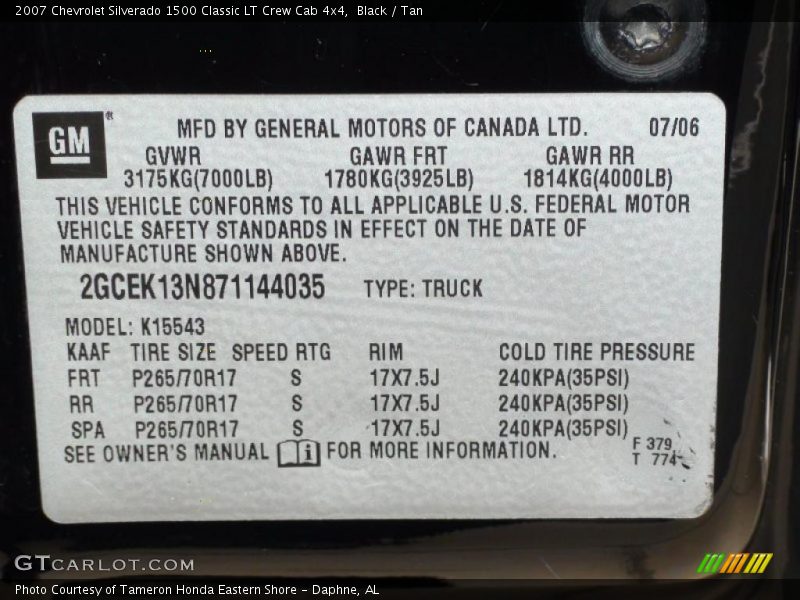 2007 Chevrolet Silverado 1500 Classic LT Crew Cab 4x4, Black / Tan
GM ®
MFD BY GENERAL MOTORS OF CANADA LTD. 07/06
GVWR GAWR FRT GAWR RR
3175KG(7000LB) 1780KG(3925LB) 1814KG(4000LB)
THIS VEHICLE CONFORMS TO ALL APPLICABLE U.S. FEDERAL MOTOR
VEHICLE SAFETY STANDARDS IN EFFECT ON THE DATE OF
MANUFACTURE SHOWN ABOVE.
2GCEK13N871144035 TYPE: TRUCK
MODEL: K15543
KAAF TIRE SIZE SPEED RTG RIM COLD TIRE PRESSURE
FRT P265/70R17 S 17X7.5J 240KPA(35PSI)
RR P265/70R17 S 17X7.5J 240KPA(35PSI)
SPA P265/70R17 S 17X7.5J 240KPA(35PSI)
SEE OWNER'S MANUAL i FOR MORE INFORMATION.
F 379
T 774
GTCARLOT.COM
Photo Courtesy of Tameron Honda Eastern Shore - Daphne, AL